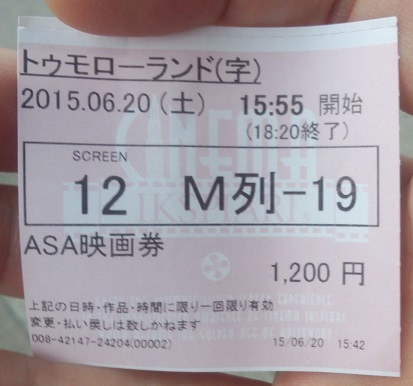 トゥモローランド(字)
2015.06.20(土) 15:55 開始
(18:20終了)
SCREEN
12 M列-19
ASA映画券
1,200 円
上記の日時・作品・時間に限り一回限り有効
変更・払い戻しは致しかねます
008-42147-24204(00002) 15/06/20 15:42
CINEMA